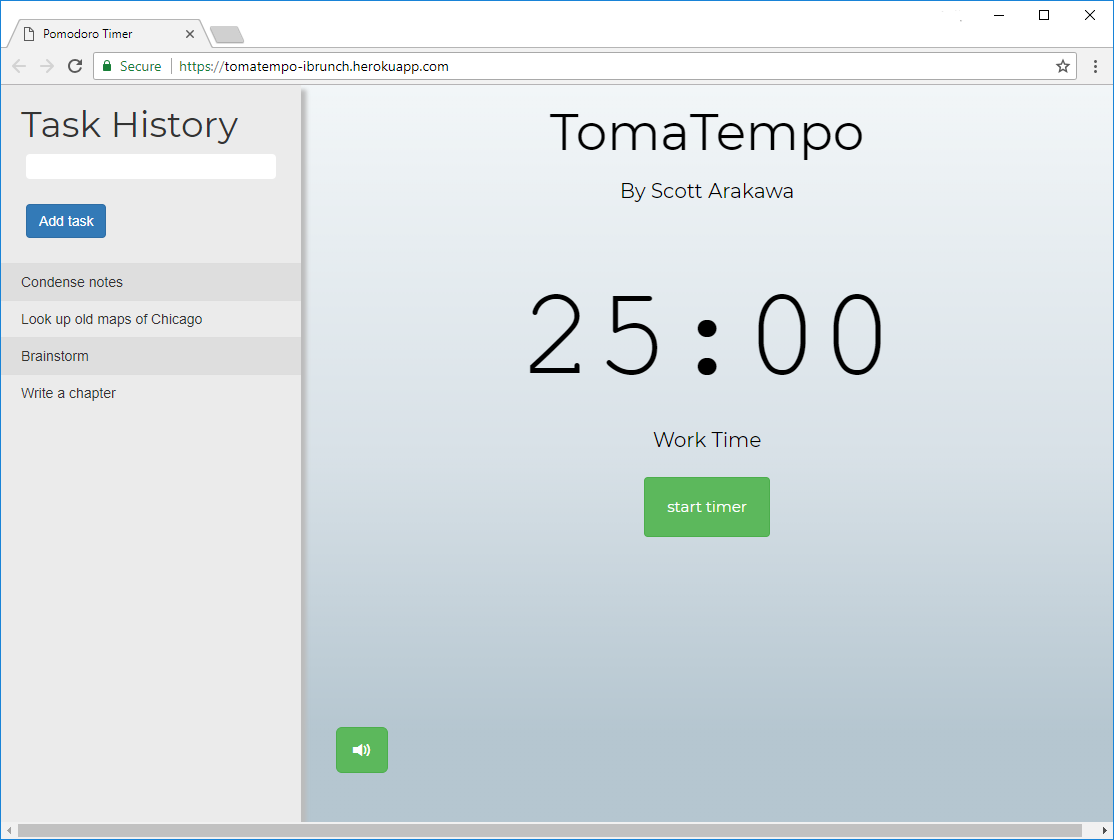 Pomodoro Timer
Secure
https://tomatempo-ibrunch.herokuapp.com
Task History
Add task
Condense notes
Look up old maps of Chicago
Brainstorm
Write a chapter
TomaTempo
By Scott Arakawa
25:00
Work Time
start timer